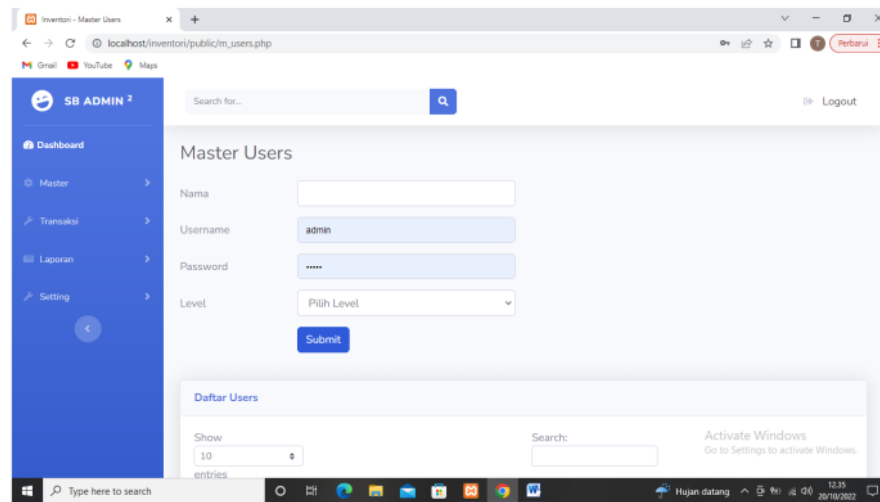 Inventori - Master Users
localhost/inventori/public/m_users.php
Perbarui
Gmail YouTube Maps
SB ADMIN 2
Search for...
Logout
Dashboard
Master Users
Master
Nama
Transaksi
Username admin
Laporan
Password •••••
Setting
Level Pilih Level
Submit
Daftar Users
Show
10
entries
Search:
Activate Windows
Go to Settings to activate Windows.
Type here to search
Hujan datang
12.35
20/10/2022